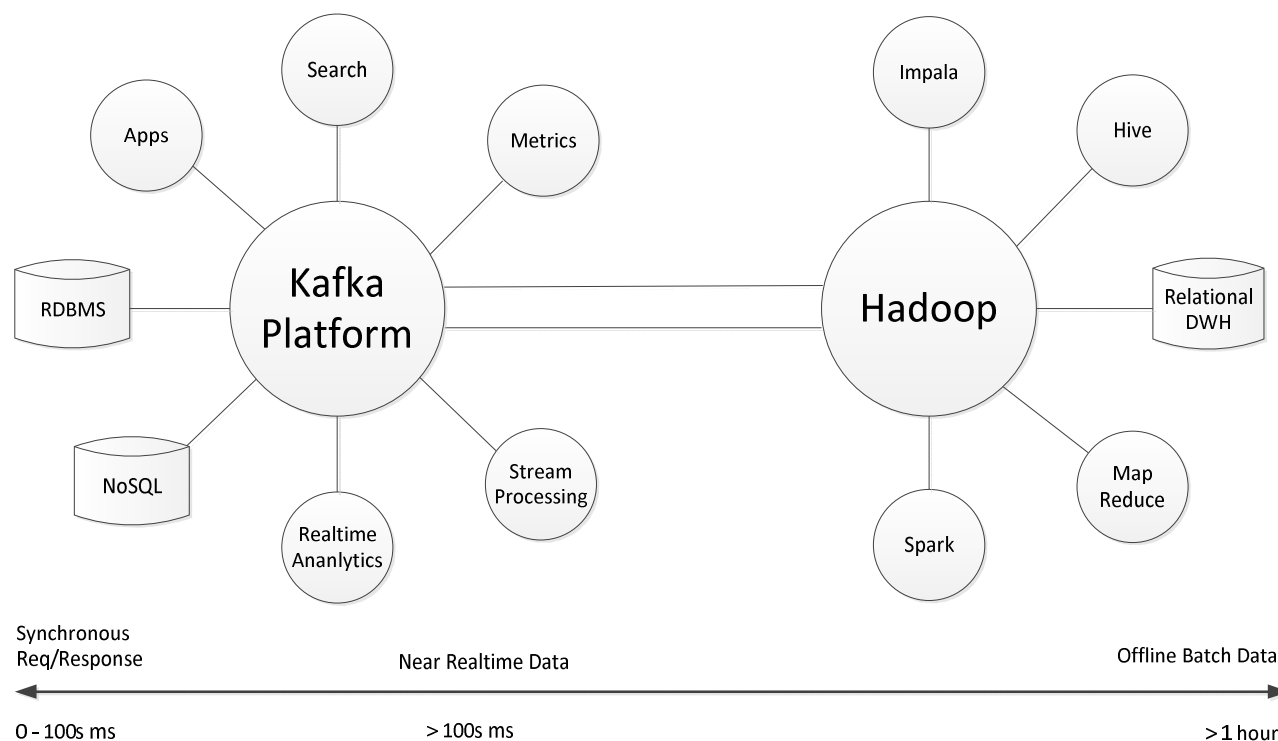 Search
Impala
Apps
Metrics
Hive
Kafka
Platform
RDBMS
Hadoop
Relational
DWH
NoSQL
Stream
Processing
Map
Reduce
Realtime
Ananlytics
Spark
Synchronous
Req/Response
Near Realtime Data
Offline Batch Data
0 - 100s ms
> 100s ms
> 1 hour